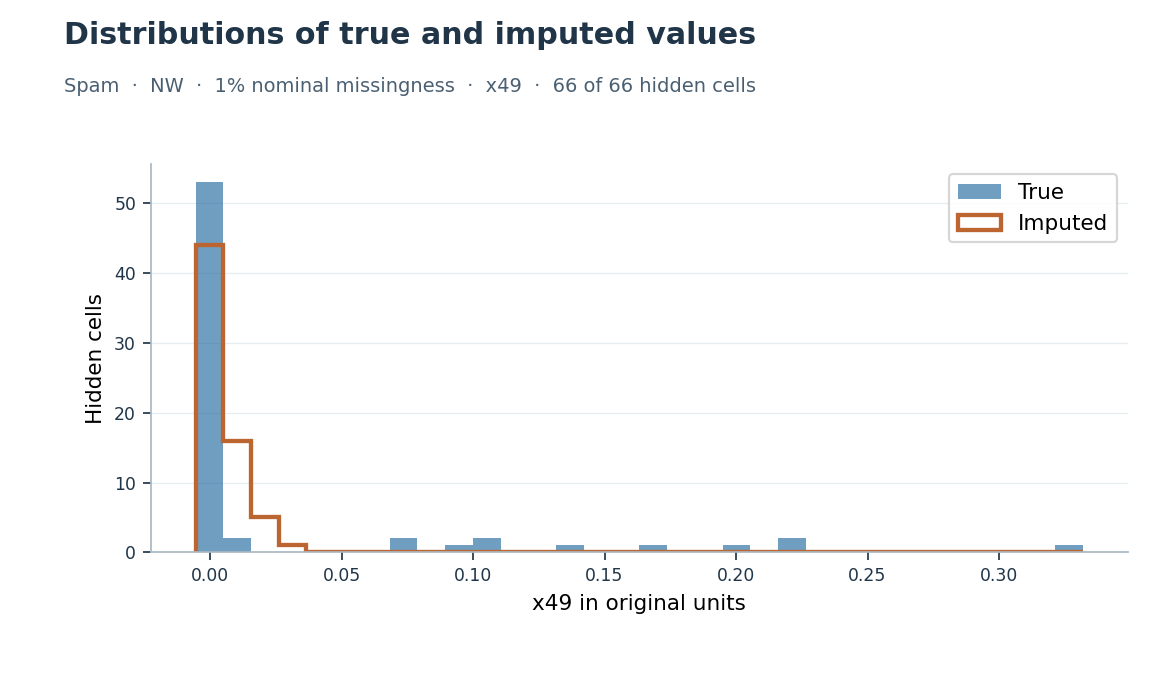 Distributions of true and imputed values
Spam · NW · 1% nominal missingness · x49 · 66 of 66 hidden cells
True
Imputed
Hidden cells
50
40
30
20
10
0
0.00 0.05 0.10 0.15 0.20 0.25 0.30
x49 in original units